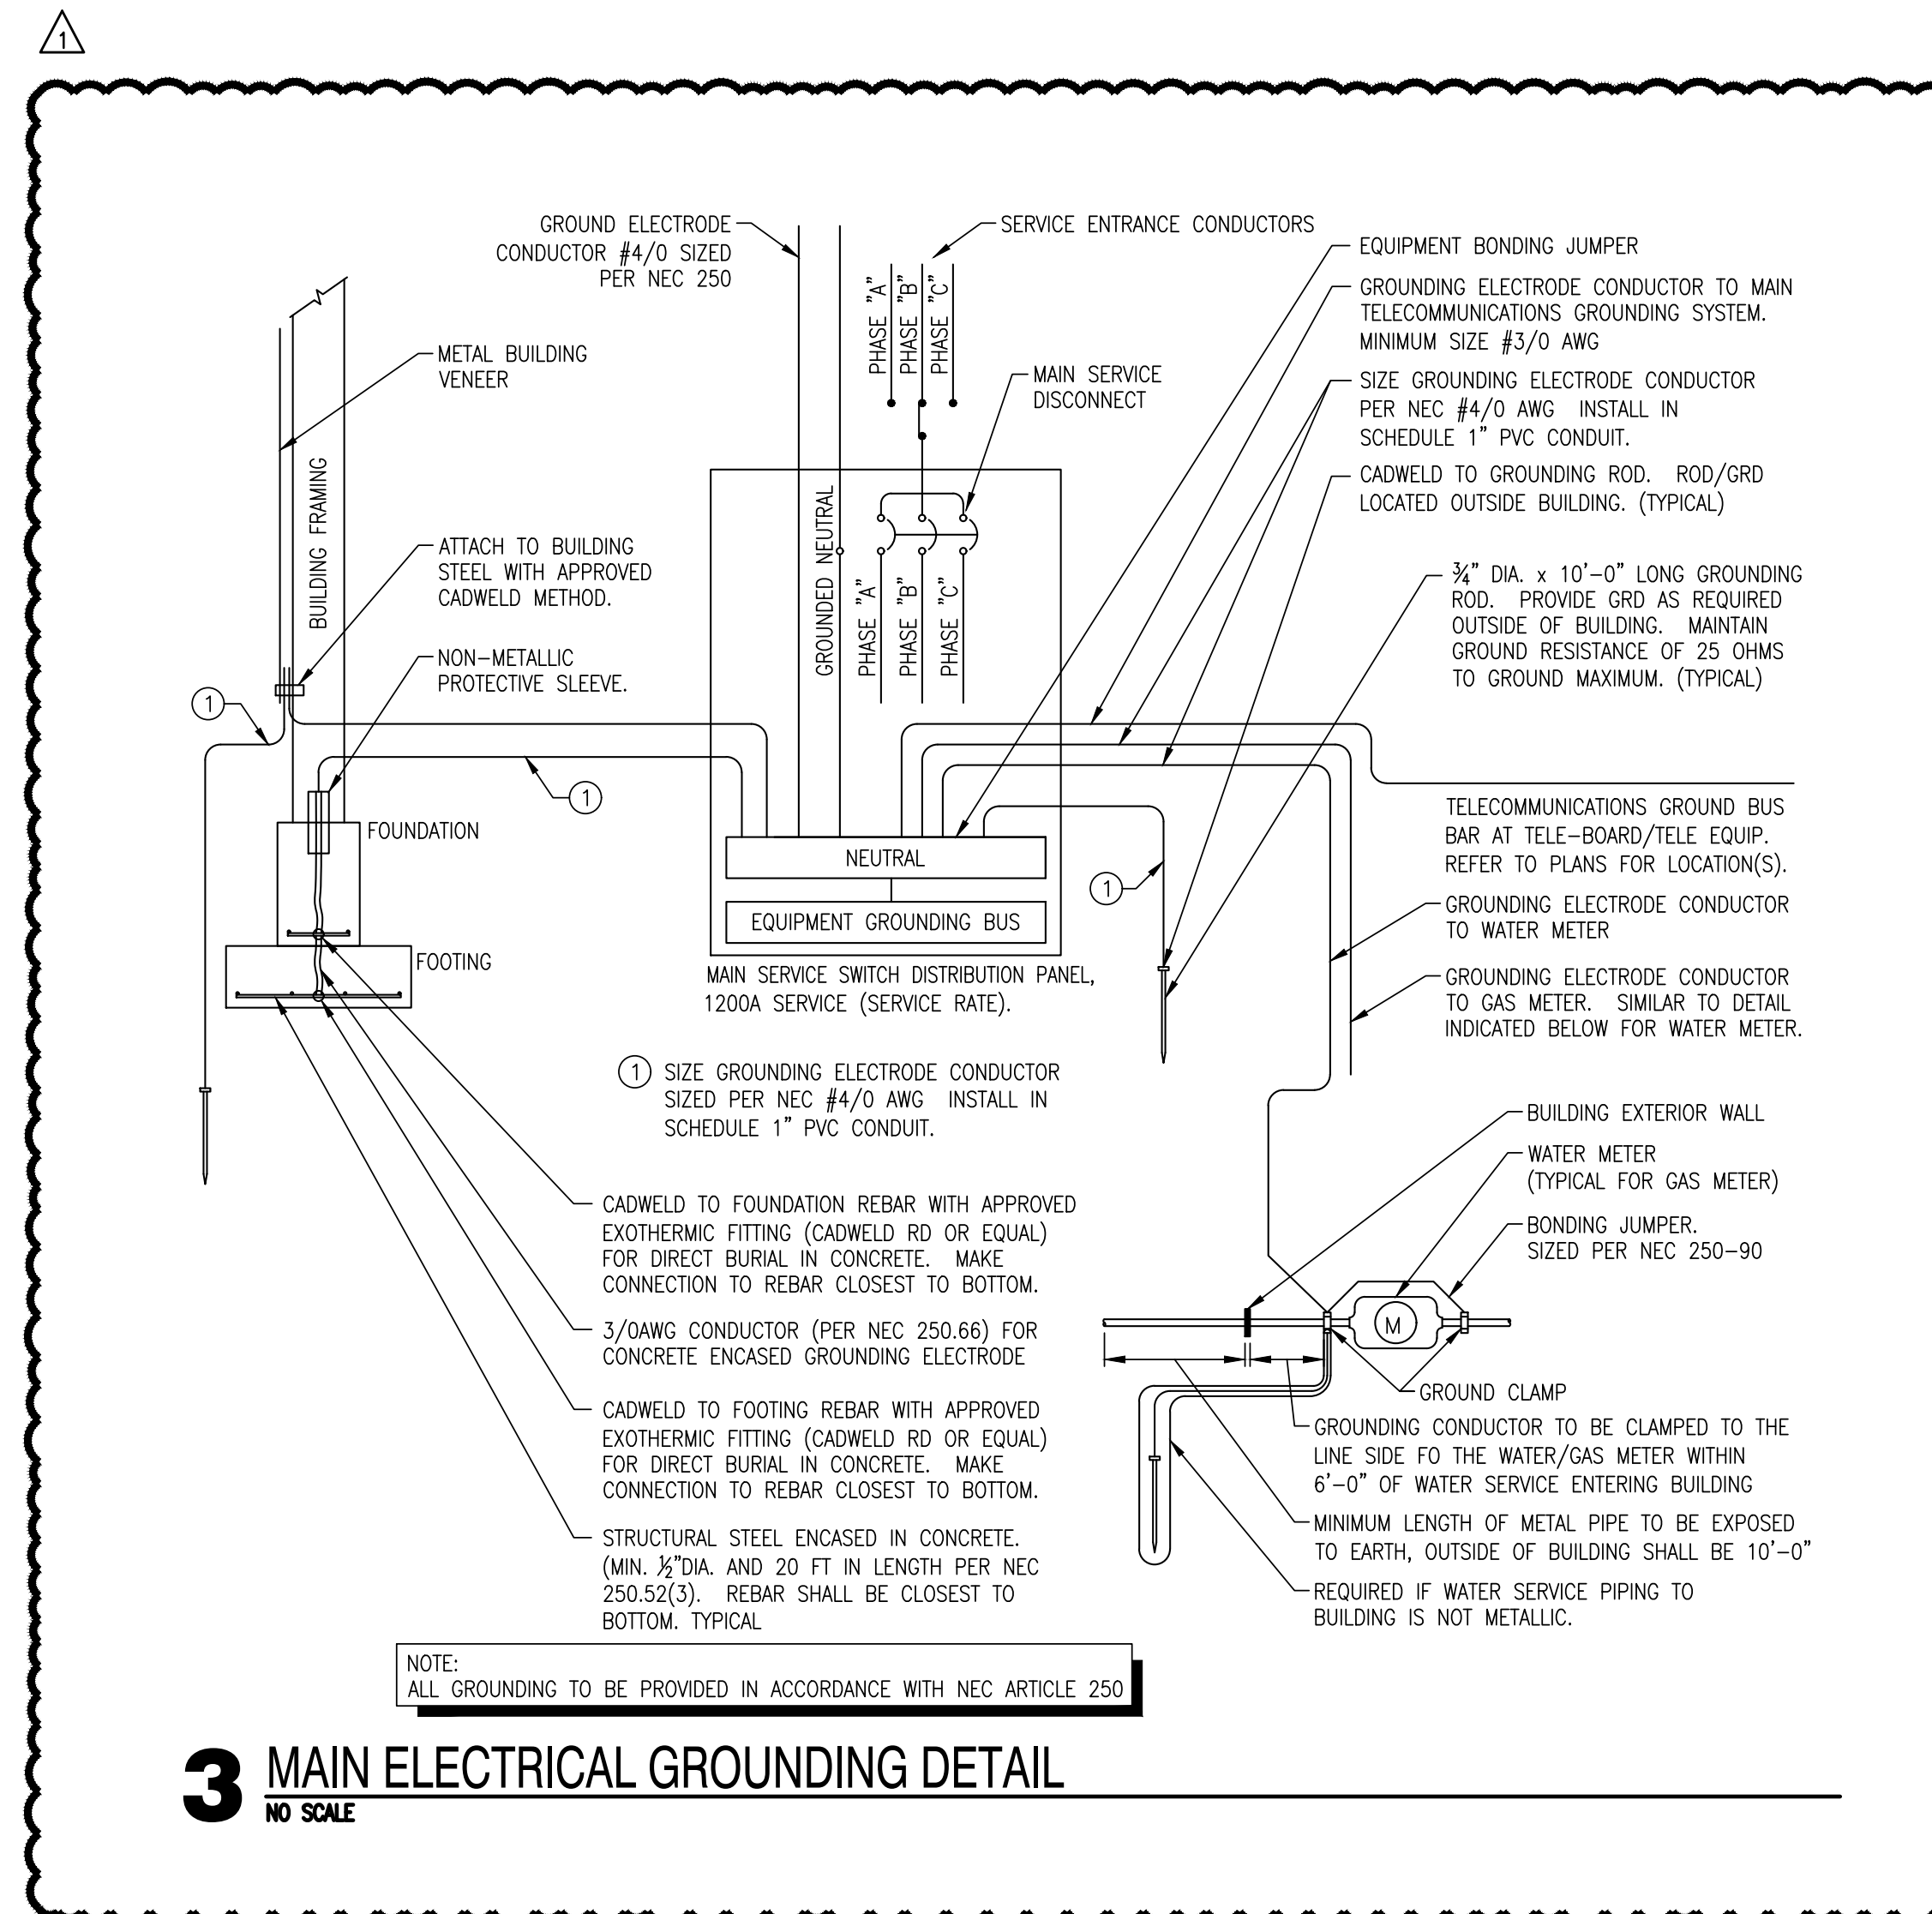 1
GROUND ELECTRODE
CONDUCTOR #4/0 SIZED
PER NEC 250
SERVICE ENTRANCE CONDUCTORS
PHASE "A"
PHASE "B"
PHASE "C"
METAL BUILDING
VENEER
MAIN SERVICE
DISCONNECT
EQUIPMENT BONDING JUMPER
GROUNDING ELECTRODE CONDUCTOR TO MAIN
TELECOMMUNICATIONS GROUNDING SYSTEM.
MINIMUM SIZE #3/0 AWG
SIZE GROUNDING ELECTRODE CONDUCTOR
PER NEC #4/0 AWG INSTALL IN
SCHEDULE 1" PVC CONDUIT.
CADWELD TO GROUNDING ROD. ROD/GRD
LOCATED OUTSIDE BUILDING. (TYPICAL)
¾" DIA. x 10'-0" LONG GROUNDING
ROD. PROVIDE GRD AS REQUIRED
OUTSIDE OF BUILDING. MAINTAIN
GROUND RESISTANCE OF 25 OHMS
TO GROUND MAXIMUM. (TYPICAL)
BUILDING FRAMING
ATTACH TO BUILDING
STEEL WITH APPROVED
CADWELD METHOD.
NON-METALLIC
PROTECTIVE SLEEVE.
GROUNDED NEUTRAL
PHASE "A"
PHASE "B"
PHASE "C"
1
1
1
FOUNDATION
FOOTING
NEUTRAL
EQUIPMENT GROUNDING BUS
MAIN SERVICE SWITCH DISTRIBUTION PANEL,
1200A SERVICE (SERVICE RATE).
TELECOMMUNICATIONS GROUND BUS
BAR AT TELE-BOARD/TELE EQUIP.
REFER TO PLANS FOR LOCATION(S).
GROUNDING ELECTRODE CONDUCTOR
TO WATER METER
GROUNDING ELECTRODE CONDUCTOR
TO GAS METER. SIMILAR TO DETAIL
INDICATED BELOW FOR WATER METER.
1 SIZE GROUNDING ELECTRODE CONDUCTOR
SIZED PER NEC #4/0 AWG INSTALL IN
SCHEDULE 1" PVC CONDUIT.
BUILDING EXTERIOR WALL
WATER METER
(TYPICAL FOR GAS METER)
BONDING JUMPER.
SIZED PER NEC 250-90
M
GROUND CLAMP
CADWELD TO FOUNDATION REBAR WITH APPROVED
EXOTHERMIC FITTING (CADWELD RD OR EQUAL)
FOR DIRECT BURIAL IN CONCRETE. MAKE
CONNECTION TO REBAR CLOSEST TO BOTTOM.
3/0AWG CONDUCTOR (PER NEC 250.66) FOR
CONCRETE ENCASED GROUNDING ELECTRODE
CADWELD TO FOOTING REBAR WITH APPROVED
EXOTHERMIC FITTING (CADWELD RD OR EQUAL)
FOR DIRECT BURIAL IN CONCRETE. MAKE
CONNECTION TO REBAR CLOSEST TO BOTTOM.
STRUCTURAL STEEL ENCASED IN CONCRETE.
(MIN. ½"DIA. AND 20 FT IN LENGTH PER NEC
250.52(3). REBAR SHALL BE CLOSEST TO
BOTTOM. TYPICAL
GROUNDING CONDUCTOR TO BE CLAMPED TO THE
LINE SIDE FO THE WATER/GAS METER WITHIN
6'-0" OF WATER SERVICE ENTERING BUILDING
MINIMUM LENGTH OF METAL PIPE TO BE EXPOSED
TO EARTH, OUTSIDE OF BUILDING SHALL BE 10'-0"
REQUIRED IF WATER SERVICE PIPING TO
BUILDING IS NOT METALLIC.
NOTE:
ALL GROUNDING TO BE PROVIDED IN ACCORDANCE WITH NEC ARTICLE 250
3 MAIN ELECTRICAL GROUNDING DETAIL
NO SCALE